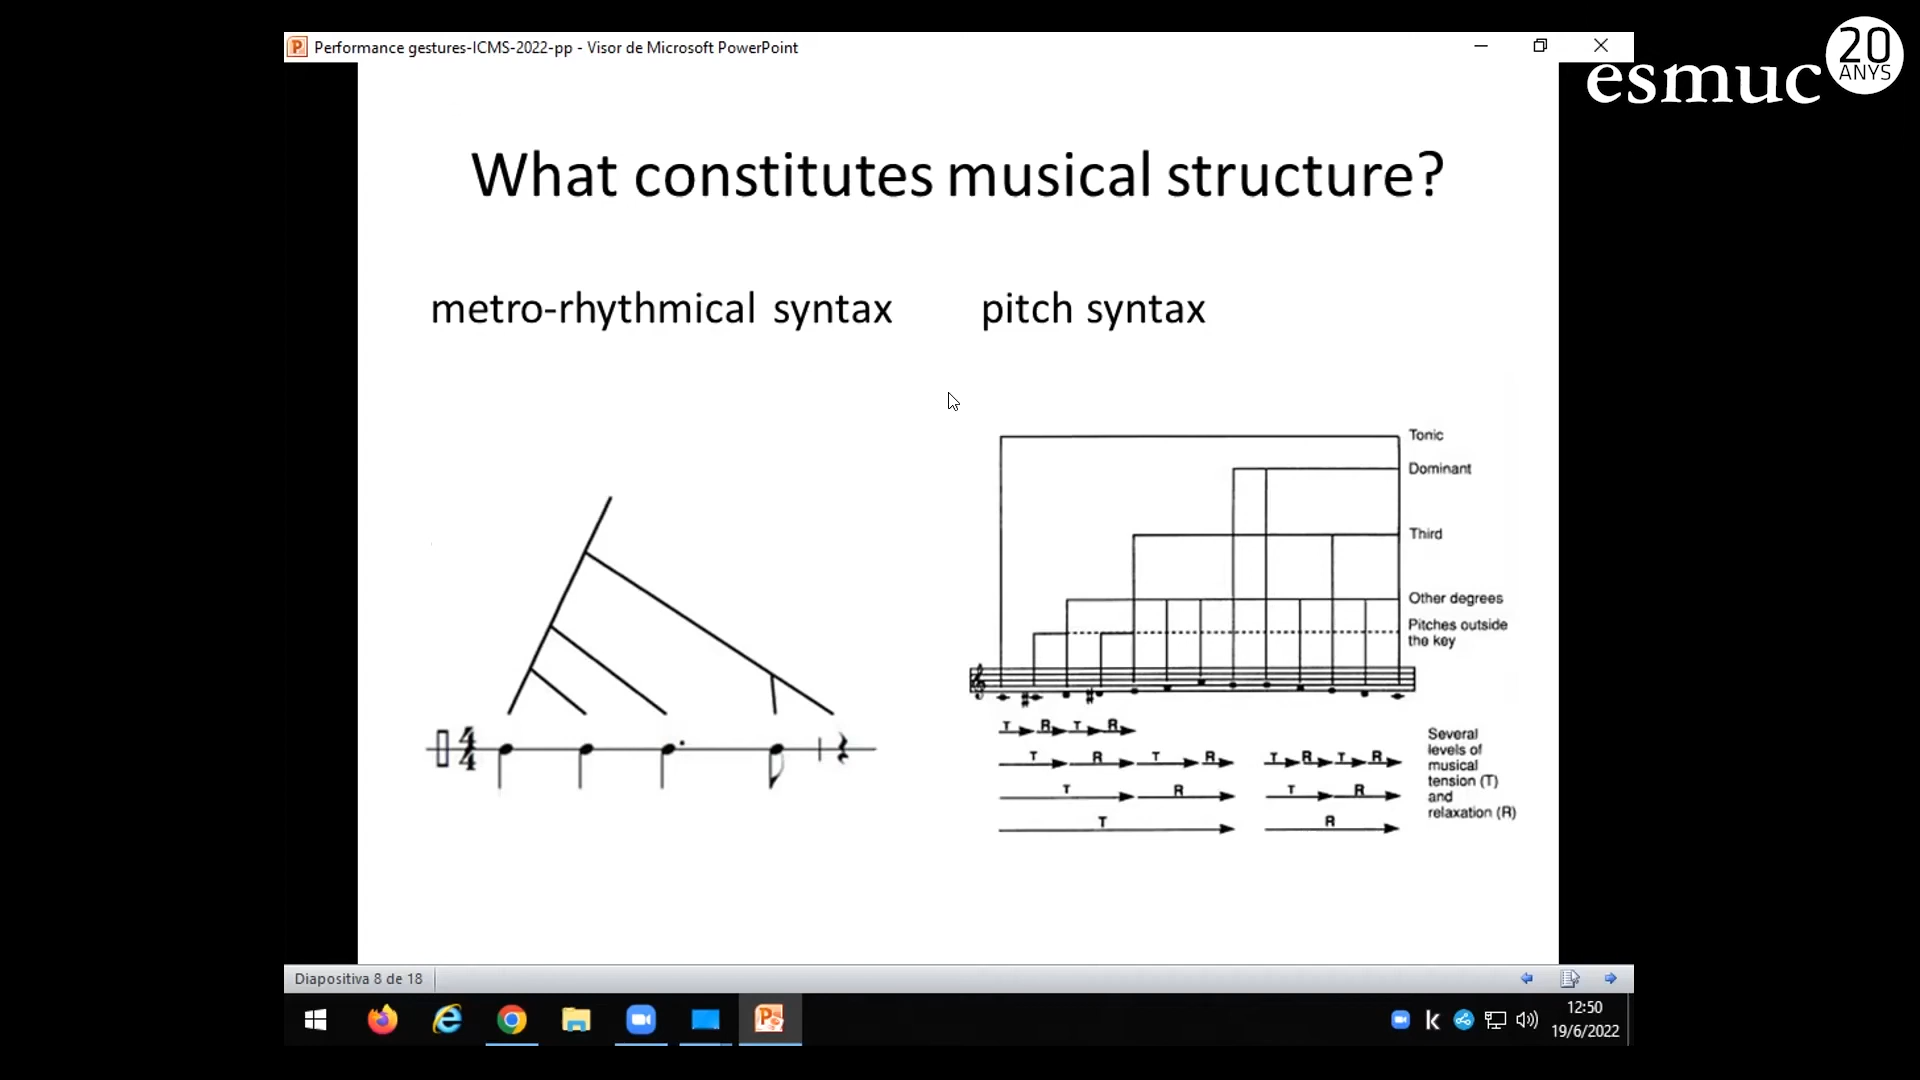 Performance gestures-ICMS-2022-pp - Visor de Microsoft PowerPoint
20
ANYS
esmuc
What constitutes musical structure?
metro-rhythmical syntax
pitch syntax
Tonic
Dominant
Third
Other degrees
Pitches outside
the key
4
4
T R T R
T R T R T R T R
T R T R
T R
Several
levels of
musical
tension (T)
and
relaxation (R)
Diapositiva 8 de 18
12:50
19/6/2022